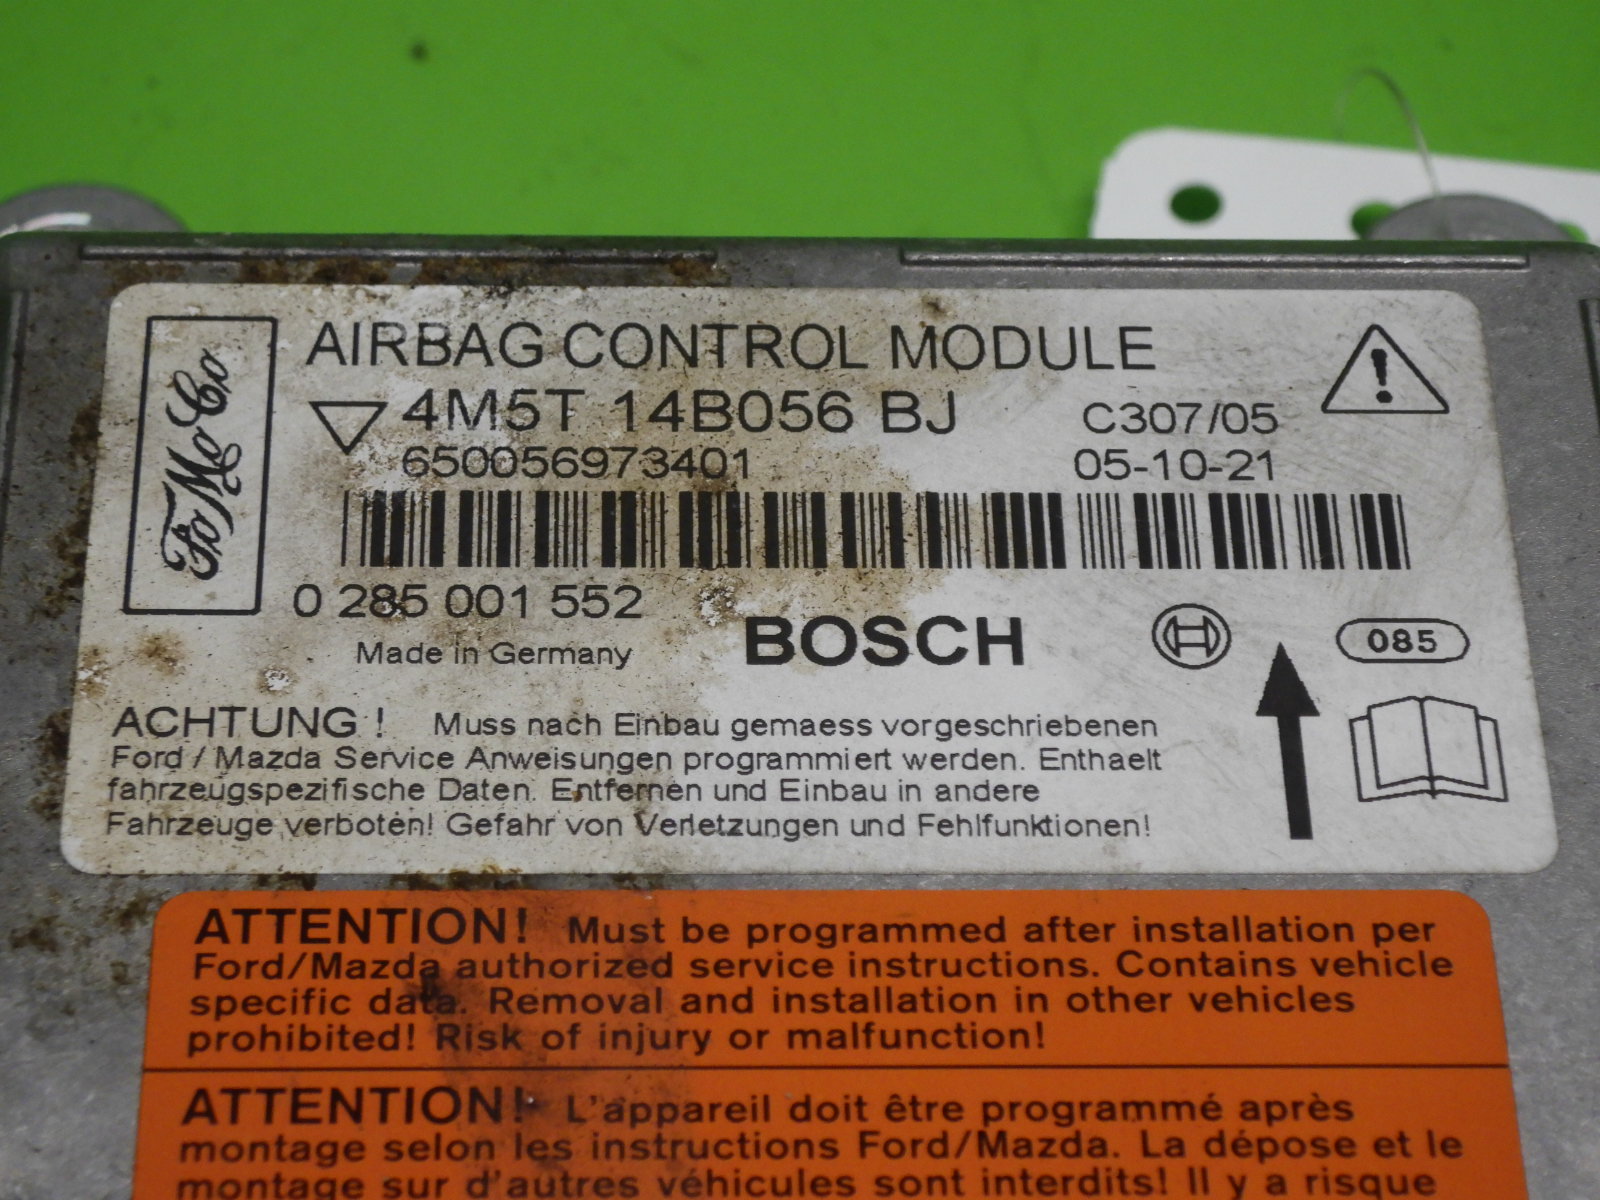 FoMoCo
AIRBAG CONTROL MODULE
4M5T 14B056 BJ C307/05
650056973401 05-10-21
0 285 001 552
Made in Germany BOSCH 085
ACHTUNG ! Muss nach Einbau gemaess vorgeschriebenen
Ford / Mazda Service Anweisungen programmiert werden. Enthaelt
fahrzeugspezifische Daten. Entfernen und Einbau in andere
Fahrzeuge verboten! Gefahr von Verletzungen und Fehlfunktionen!
ATTENTION! Must be programmed after installation per
Ford/Mazda authorized service instructions. Contains vehicle
specific data. Removal and installation in other vehicles
prohibited! Risk of injury or malfunction!
ATTENTION! L'appareil doit être programmé après
montage selon les instructions Ford/Mazda. La dépose et le
montage sur d'autres véhicules sont interdits! Il y a risque